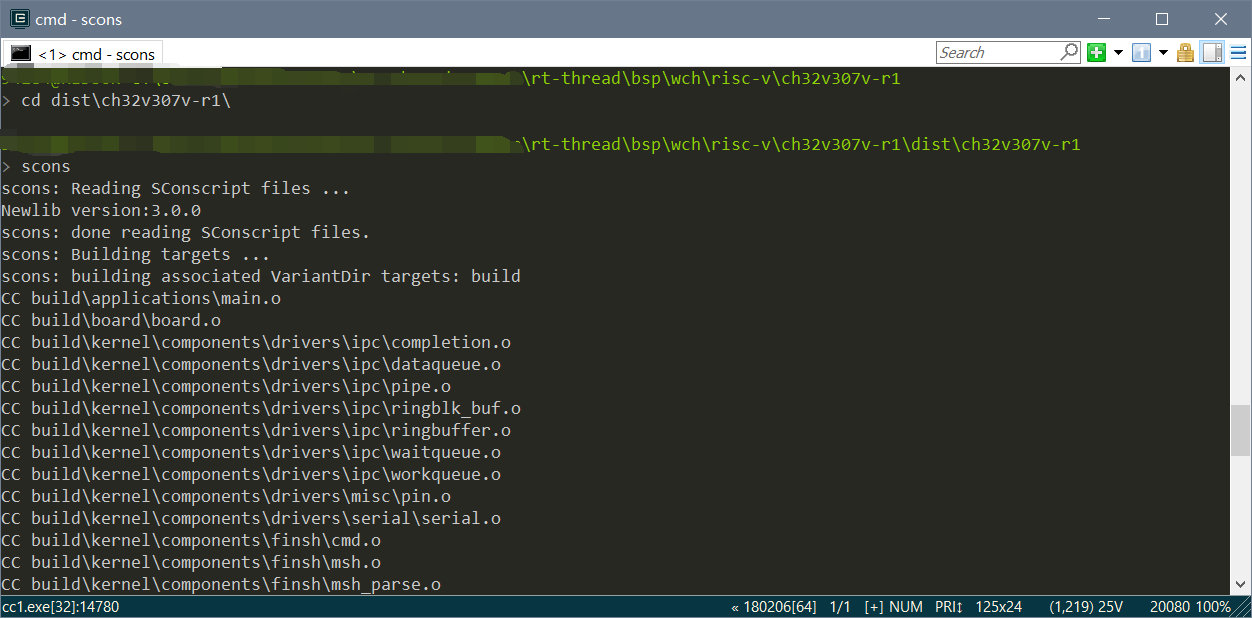 cmd - scons
<1> cmd - scons
Search
\rt-thread\bsp\wch\risc-v\ch32v307v-r1
> cd dist\ch32v307v-r1\
\rt-thread\bsp\wch\risc-v\ch32v307v-r1\dist\ch32v307v-r1
> scons
scons: Reading SConscript files ...
Newlib version:3.0.0
scons: done reading SConscript files.
scons: Building targets ...
scons: building associated VariantDir targets: build
CC build\applications\main.o
CC build\board\board.o
CC build\kernel\components\drivers\ipc\completion.o
CC build\kernel\components\drivers\ipc\dataqueue.o
CC build\kernel\components\drivers\ipc\pipe.o
CC build\kernel\components\drivers\ipc\ringblk_buf.o
CC build\kernel\components\drivers\ipc\ringbuffer.o
CC build\kernel\components\drivers\ipc\waitqueue.o
CC build\kernel\components\drivers\ipc\workqueue.o
CC build\kernel\components\drivers\misc\pin.o
CC build\kernel\components\drivers\serial\serial.o
CC build\kernel\components\finsh\cmd.o
CC build\kernel\components\finsh\msh.o
CC build\kernel\components\finsh\msh_parse.o
cc1.exe[32]:14780 « 180206[64] 1/1 [+] NUM PRI↕ 125x24 (1,219) 25V 20080 100%